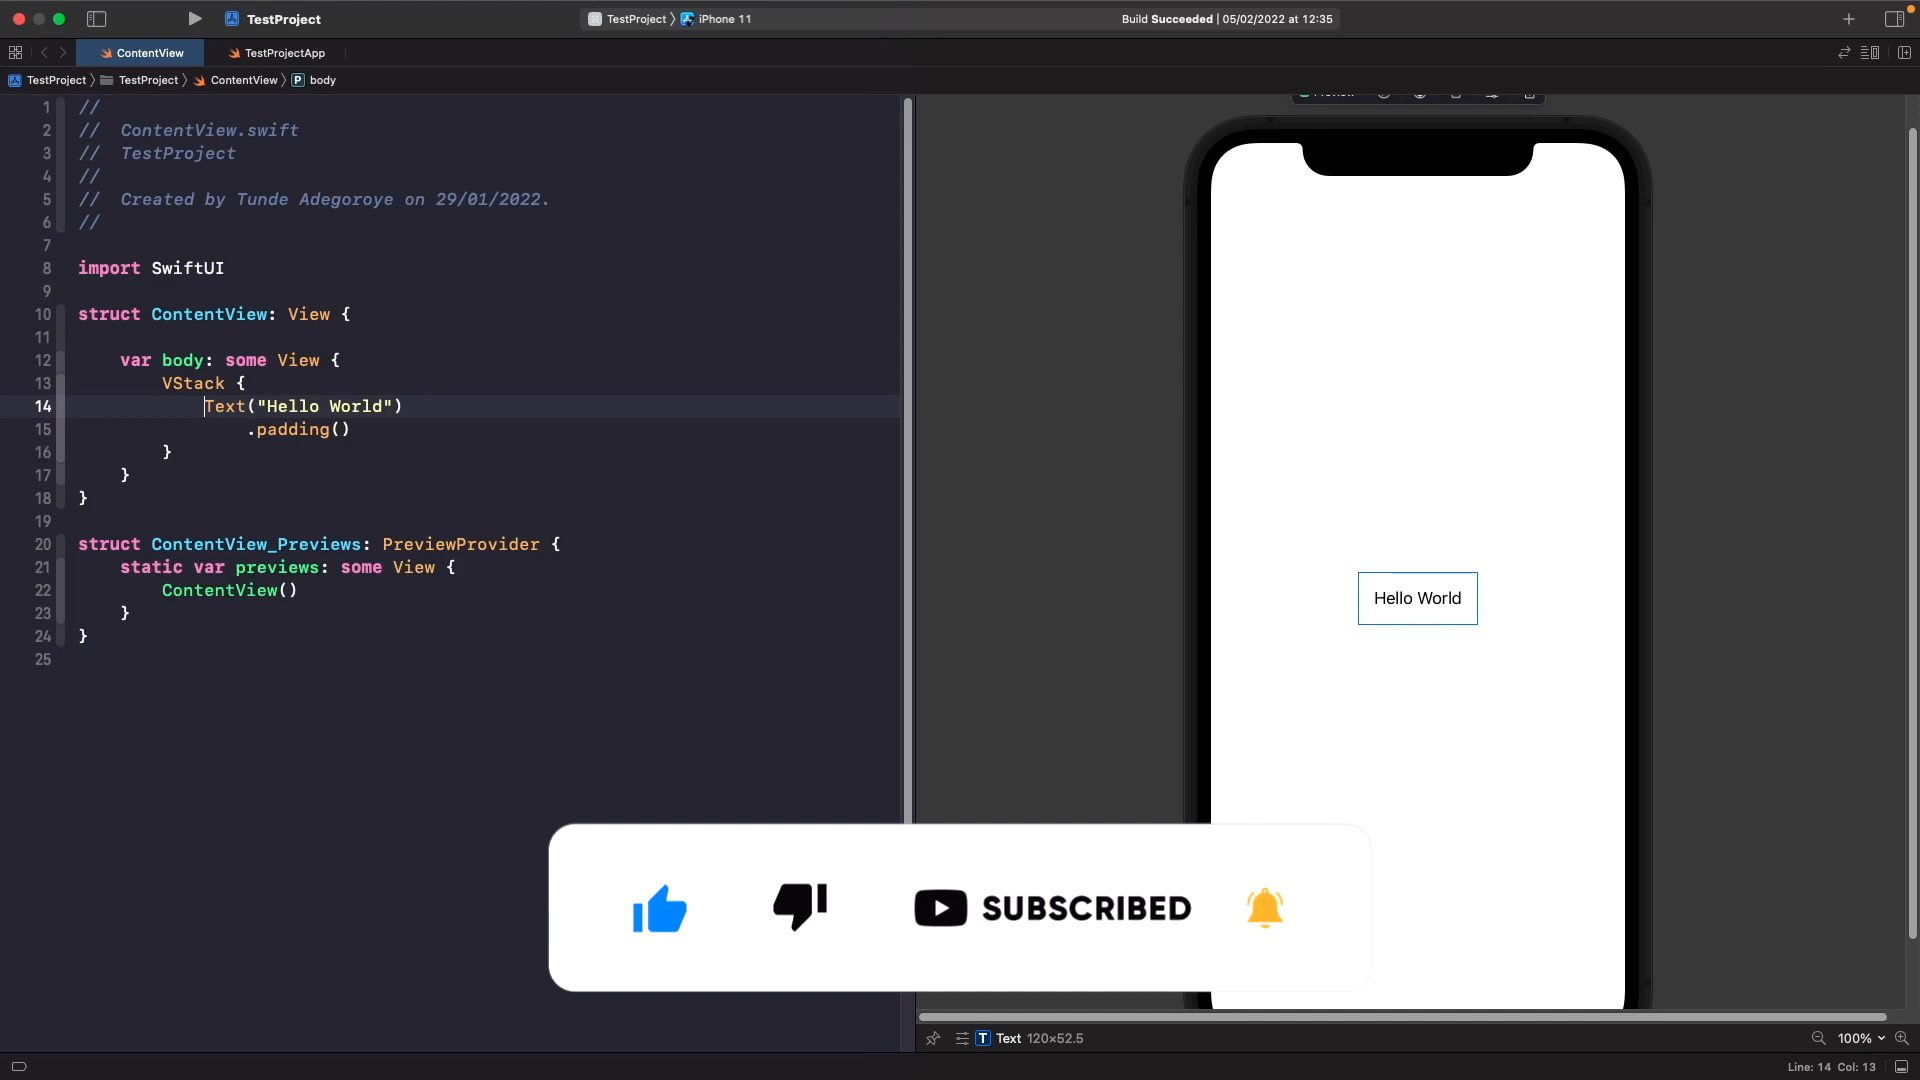 TestProject
TestProject 〉 iPhone 11
Build Succeeded | 05/02/2022 at 12:35
ContentView
TestProjectApp
TestProject 〉 TestProject 〉 ContentView 〉 P body
1 //
2 //  ContentView.swift
3 //  TestProject
4 //
5 //  Created by Tunde Adegoroye on 29/01/2022.
6 //
7
8 import SwiftUI
9
10 struct ContentView: View {
11
12     var body: some View {
13         VStack {
14             Text("Hello World")
15                 .padding()
16         }
17     }
18 }
19
20 struct ContentView_Previews: PreviewProvider {
21     static var previews: some View {
22         ContentView()
23     }
24 }
25
Hello World
SUBSCRIBED
T Text 120×52.5
100%
Line: 14 Col: 13